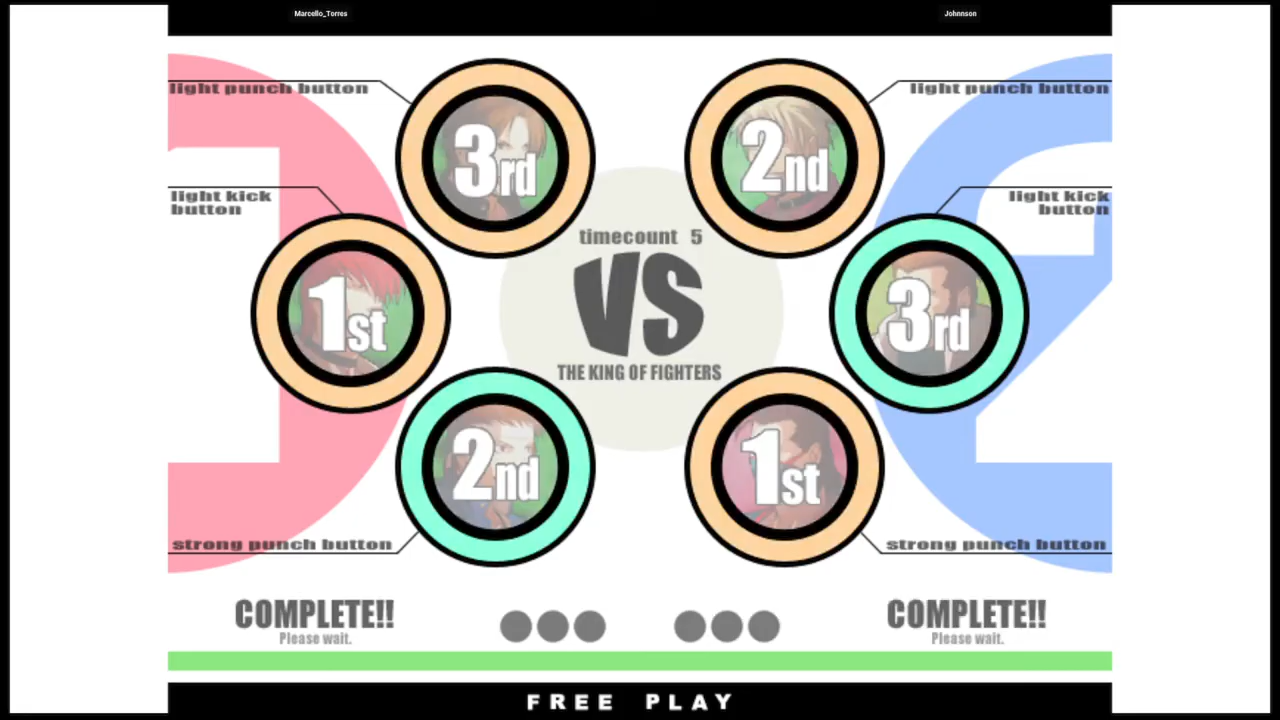 Marcello_Torres
Johnnson
light punch button
light punch button
3rd
2nd
light kick
button
light kick
button
timecount 5
VS
THE KING OF FIGHTERS
1st
3rd
2nd
1st
strong punch button
strong punch button
COMPLETE!!
Please wait.
COMPLETE!!
Please wait.
FREE PLAY